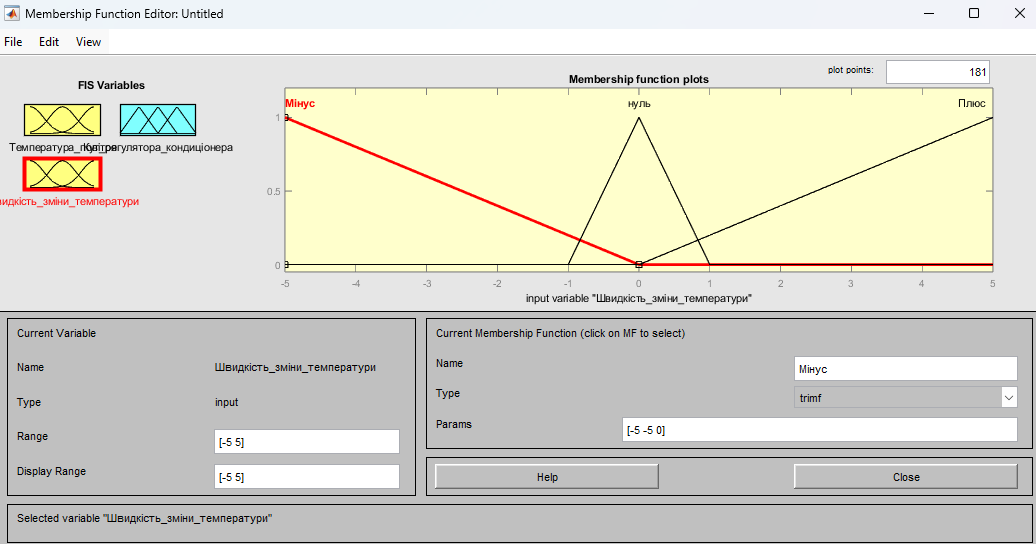 Membership Function Editor: Untitled
File Edit View
FIS Variables
Membership function plots
plot points: 181
Мінус нуль Плюс
1
0.5
0
-5 -4 -3 -2 -1 0 1 2 3 4 5
input variable "Швидкість_зміни_температури"
видкість_зміни_температури
Current Variable
Name Швидкість_зміни_температури
Type input
Range [-5 5]
Display Range [-5 5]
Current Membership Function (click on MF to select)
Name Мінус
Type trimf
Params [-5 -5 0]
Help Close
Selected variable "Швидкість_зміни_температури"